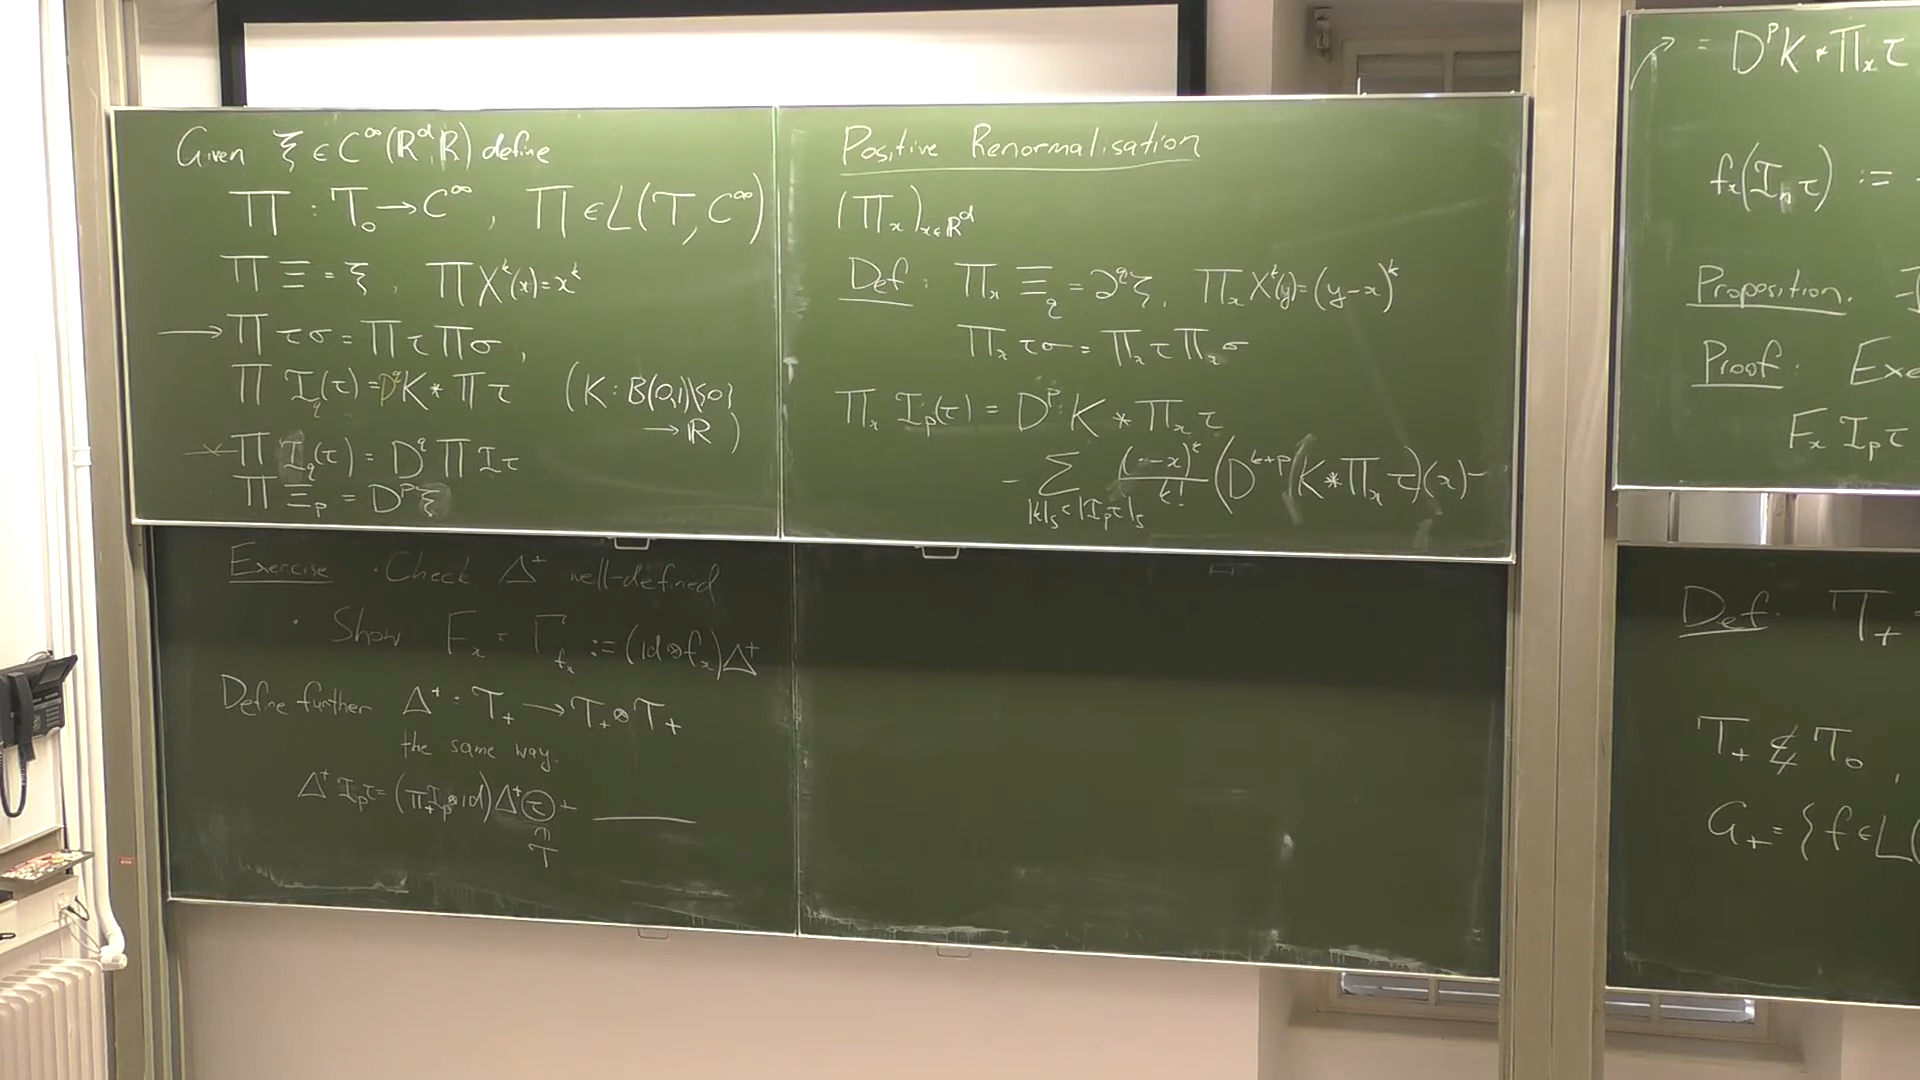 Given ξ ∈ C^∞(R^d, R) define
Π : T_0 → C^∞ , Π ∈ L(T, C^∞)
Π Ξ = ξ , Π X^k(x) = x^k
→ Π τσ = Π τ Π σ ,
Π I_q(τ) = D^q K * Π τ (K : B(0,1)\{0}
→ R )
Π I_q(τ) = D^q Π I τ
Π Ξ_p = D^p ξ
Exercise · Check Δ^+ well-defined
· Show F_x = Γ_{f_x} := (id ⊗ f_x) Δ^+
Define further Δ^+ : T_+ → T_+ ⊗ T_+
the same way.
Δ^+ I_p τ = (π_+ I_p ⊗ id) Δ^+ τ +
∈
T
Positive Renormalisation
(Π_x)_{x∈R^d}
Def : Π_x Ξ_q = ∂^q ξ , Π_x X^k(y) = (y-x)^k
Π_x τσ = Π_x τ Π_x σ
Π_x I_p(τ) = D^p K * Π_x τ
- Σ_{|k|_s < |I_p τ|_s} (· - x)^k / k! (D^{k+p} (K * Π_x τ)(x) -
= D^p K * Π_x τ
f_x(I_n τ) :=
Proposition.
Proof : Exe
F_x I_p τ
Def T_+
T_+ ⊄ T_0 ,
G_+ = { f ∈ L(